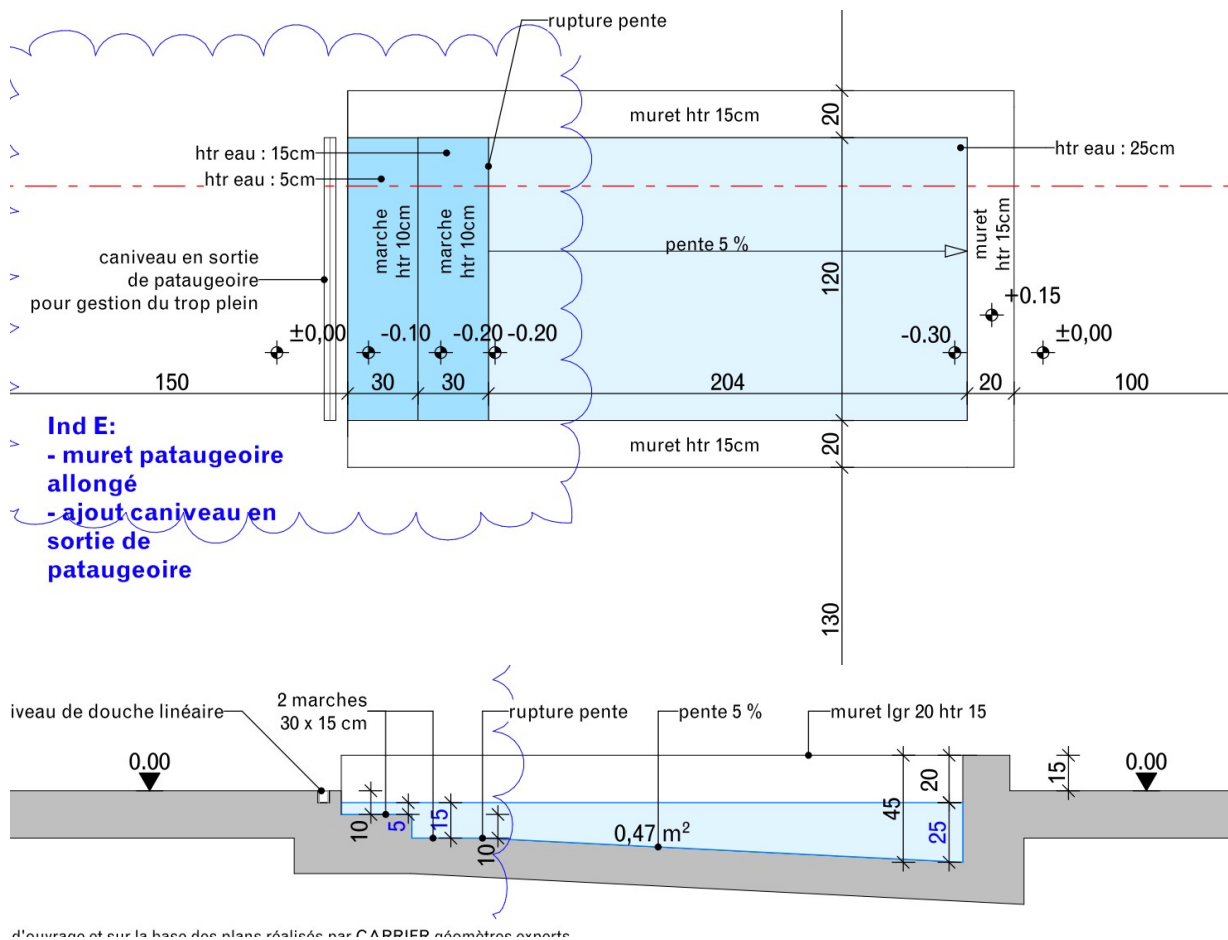 rupture pente
muret htr 15cm
20
htr eau : 15cm
htr eau : 25cm
htr eau : 5cm
marche
htr 10cm
marche
htr 10cm
muret
htr 15cm
pente 5 %
caniveau en sortie
de pataugeoire
pour gestion du trop plein
120
+0.15
±0,00
-0.10
-0.20
-0.20
-0.30
±0,00
150
30
30
204
20
100
Ind E:
- muret pataugeoire
allongé
- ajout caniveau en
sortie de
pataugeoire
muret htr 15cm
20
130
iveau de douche linéaire
2 marches
30 x 15 cm
rupture pente
pente 5 %
muret lgr 20 htr 15
0.00
0.00
15
20
45
10
5
15
10
25
0,47 m²
d'ouvrage et sur la base des plans réalisés par CARRIER géomètres experts